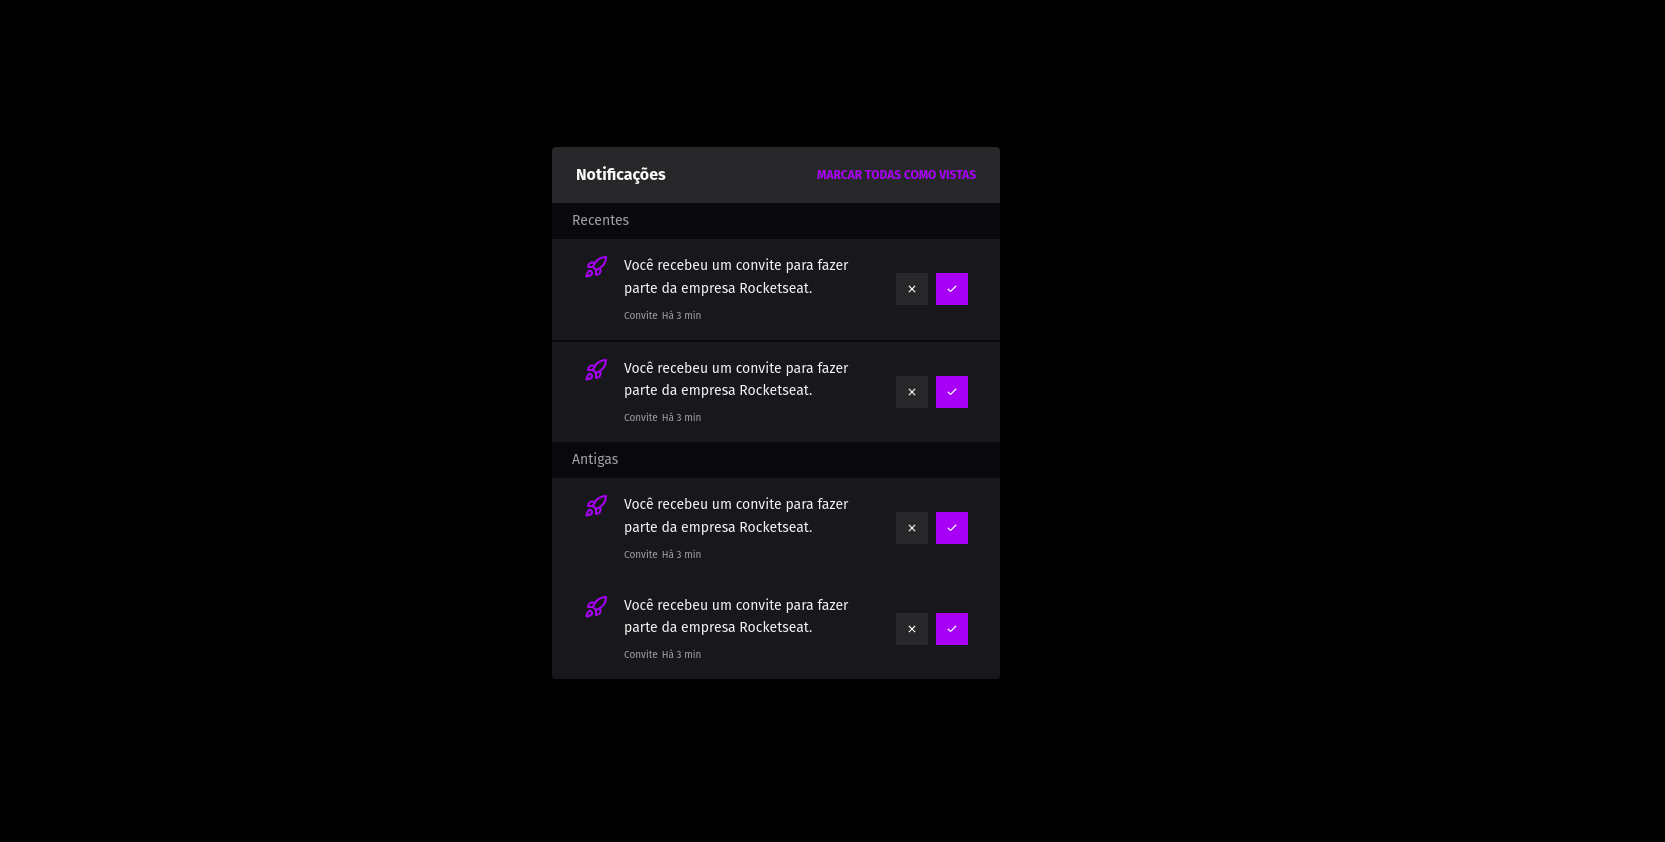 Notificações
MARCAR TODAS COMO VISTAS
Recentes
Você recebeu um convite para fazer
parte da empresa Rocketseat.
Convite Há 3 min
Você recebeu um convite para fazer
parte da empresa Rocketseat.
Convite Há 3 min
Antigas
Você recebeu um convite para fazer
parte da empresa Rocketseat.
Convite Há 3 min
Você recebeu um convite para fazer
parte da empresa Rocketseat.
Convite Há 3 min